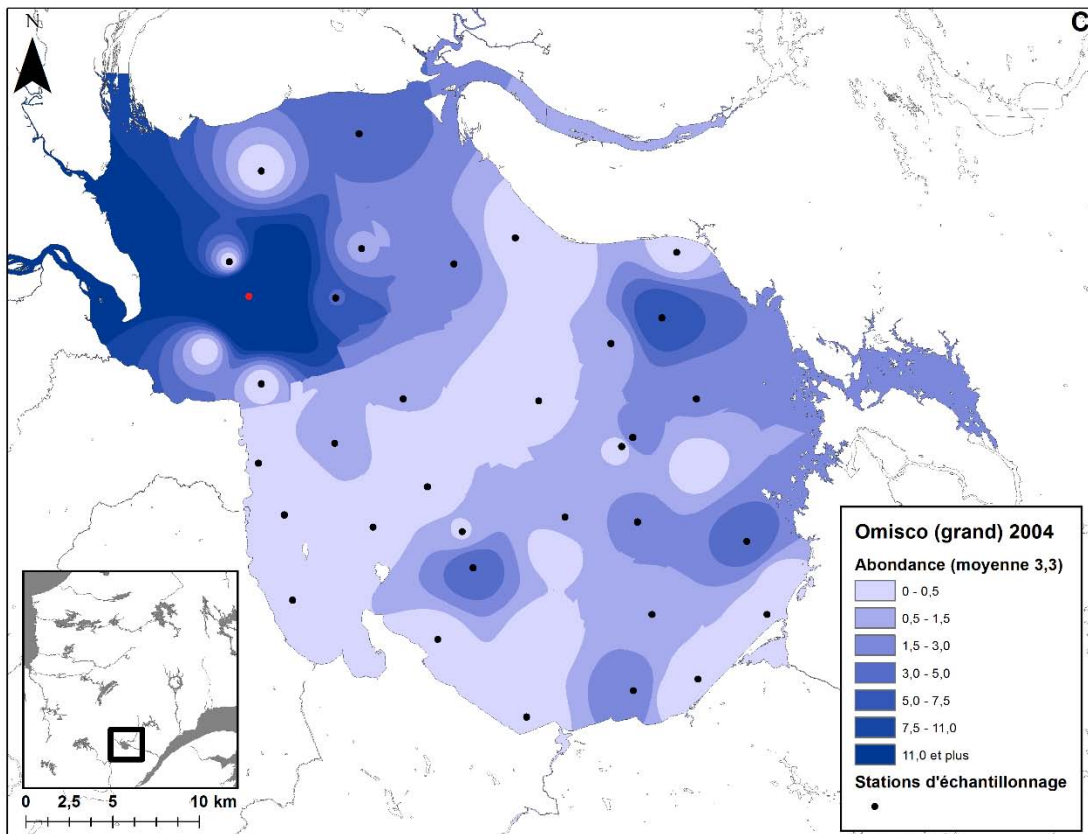 N
C
Omisco (grand) 2004
Abondance (moyenne 3,3)
0 - 0,5
0,5 - 1,5
1,5 - 3,0
3,0 - 5,0
5,0 - 7,5
7,5 - 11,0
11,0 et plus
Stations d'échantillonnage
0 2,5 5 10 km